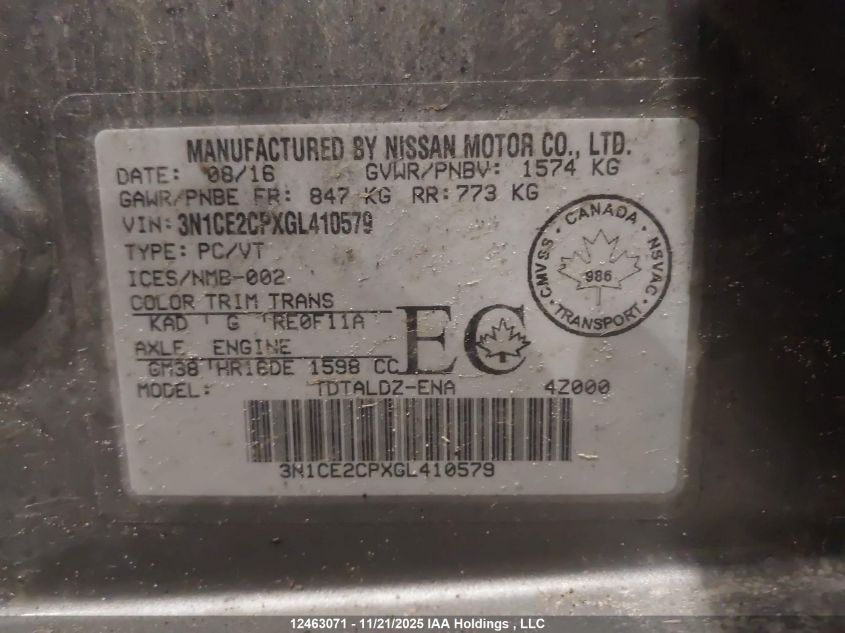 MANUFACTURED BY NISSAN MOTOR CO., LTD.
DATE: 08/16 GVWR/PNBV: 1574 KG
GAWR/PNBE FR: 847 KG RR: 773 KG
VIN: 3N1CE2CPXGL410579
TYPE: PC/VT
ICES/NMB-002
COLOR TRIM TRANS
KAD G RE0F11A
AXLE ENGINE
GM38 HR16DE 1598 CC
EC
CANADA
CMVSS NSVAC
986
TRANSPORT
MODEL: TDTALDZ-ENA 4Z000
3N1CE2CPXGL410579
12463071 - 11/21/2025 IAA Holdings , LLC